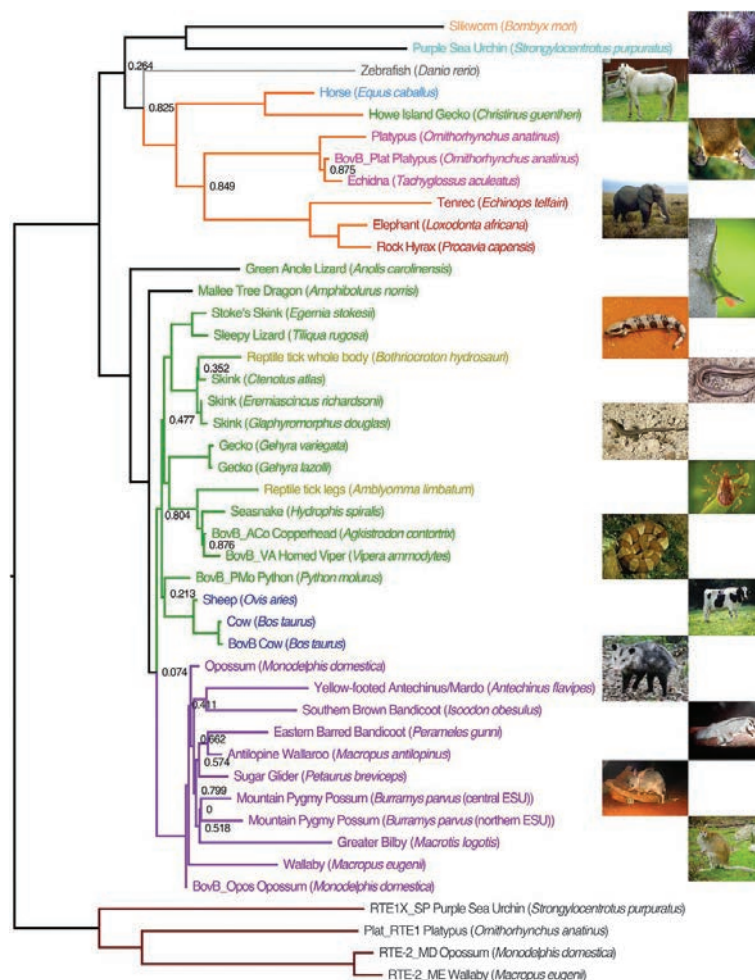 Silkworm (Bombyx mori)
Purple Sea Urchin (Strongylocentrotus purpuratus)
0.264
Zebrafish (Danio rerio)
Horse (Equus caballus)
0.825
Howe Island Gecko (Christinus guentheri)
Platypus (Ornithorhynchus anatinus)
BovB_Plat Platypus (Ornithorhynchus anatinus)
0.875
Echidna (Tachyglossus aculeatus)
0.849
Tenrec (Echinops telfairi)
Elephant (Loxodonta africana)
Rock Hyrax (Procavia capensis)
Green Anole Lizard (Anolis carolinensis)
Mallee Tree Dragon (Amphibolurus norrisi)
Stoke's Skink (Egernia stokesii)
Sleepy Lizard (Tiliqua rugosa)
Reptile tick whole body (Bothriocroton hydrosauri)
0.352
Skink (Ctenotus atlas)
Skink (Eremiascincus richardsonii)
0.477
Skink (Glaphyromorphus douglasi)
Gecko (Gehyra variegata)
Gecko (Gehyra lazelli)
Reptile tick legs (Amblyomma limbatum)
0.804
Seasnake (Hydrophis spiralis)
BovB_ACo Copperhead (Agkistrodon contortrix)
0.876
BovB_VA Horned Viper (Vipera ammodytes)
BovB_PMo Python (Python molurus)
0.213
Sheep (Ovis aries)
Cow (Bos taurus)
BovB Cow (Bos taurus)
0.074
Opossum (Monodelphis domestica)
Yellow-footed Antechinus/Mardo (Antechinus flavipes)
0.411
Southern Brown Bandicoot (Isoodon obesulus)
Eastern Barred Bandicoot (Perameles gunni)
0.662
Antilopine Wallaroo (Macropus antilopinus)
0.574
Sugar Glider (Petaurus breviceps)
0.799
Mountain Pygmy Possum (Burramys parvus (central ESU))
0
Mountain Pygmy Possum (Burramys parvus (northern ESU))
0.518
Greater Bilby (Macrotis logotis)
Wallaby (Macropus eugenii)
BovB_Opos Opossum (Monodelphis domestica)
RTE1X_SP Purple Sea Urchin (Strongylocentrotus purpuratus)
Plat_RTE1 Platypus (Ornithorhynchus anatinus)
RTE-2_MD Opossum (Monodelphis domestica)
RTE-2_ME Wallaby (Macropus eugenii)